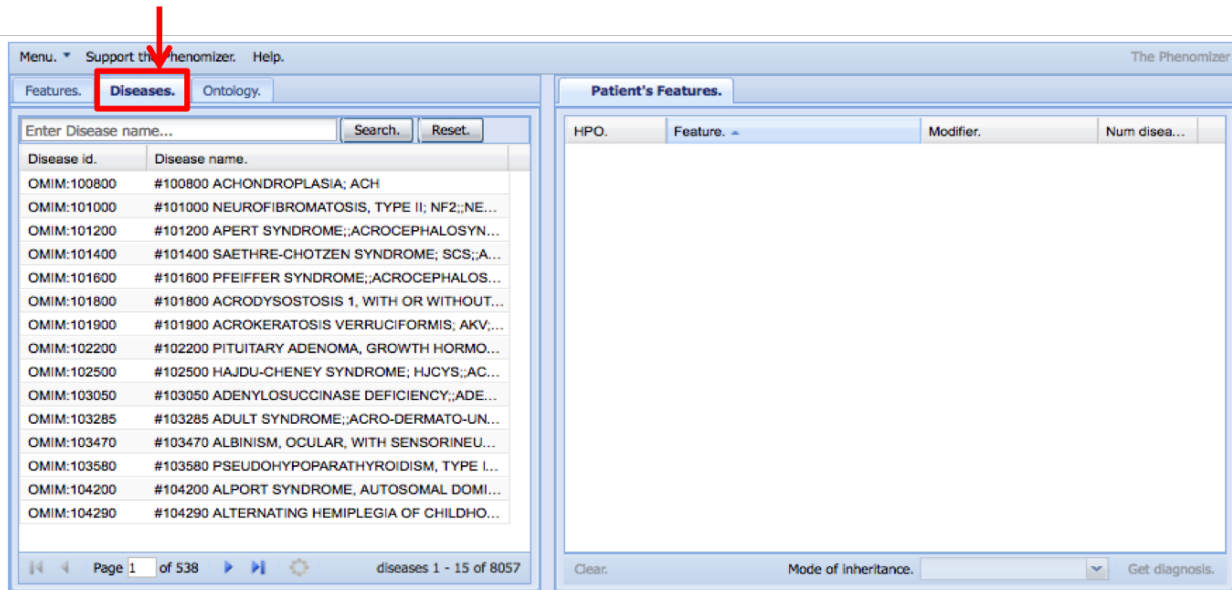 Menu. Support the Phenomizer. Help. The Phenomizer
Features. Diseases. Ontology. Patient's Features.
Enter Disease name... Search. Reset. HPO. Feature. Modifier. Num disea...
Disease id. Disease name.
OMIM:100800 #100800 ACHONDROPLASIA; ACH
OMIM:101000 #101000 NEUROFIBROMATOSIS, TYPE II; NF2;;NE...
OMIM:101200 #101200 APERT SYNDROME;;ACROCEPHALOSYN...
OMIM:101400 #101400 SAETHRE-CHOTZEN SYNDROME; SCS;;A...
OMIM:101600 #101600 PFEIFFER SYNDROME;;ACROCEPHALOS...
OMIM:101800 #101800 ACRODYSOSTOSIS 1, WITH OR WITHOUT...
OMIM:101900 #101900 ACROKERATOSIS VERRUCIFORMIS; AKV;...
OMIM:102200 #102200 PITUITARY ADENOMA, GROWTH HORMO...
OMIM:102500 #102500 HAJDU-CHENEY SYNDROME; HJCYS;;AC...
OMIM:103050 #103050 ADENYLOSUCCINASE DEFICIENCY;;ADE...
OMIM:103285 #103285 ADULT SYNDROME;;ACRO-DERMATO-UN...
OMIM:103470 #103470 ALBINISM, OCULAR, WITH SENSORINEU...
OMIM:103580 #103580 PSEUDOHYPOPARATHYROIDISM, TYPE I...
OMIM:104200 #104200 ALPORT SYNDROME, AUTOSOMAL DOMI...
OMIM:104290 #104290 ALTERNATING HEMIPLEGIA OF CHILDHO...
Page 1 of 538 diseases 1 - 15 of 8057 Clear. Mode of inheritance. Get diagnosis.